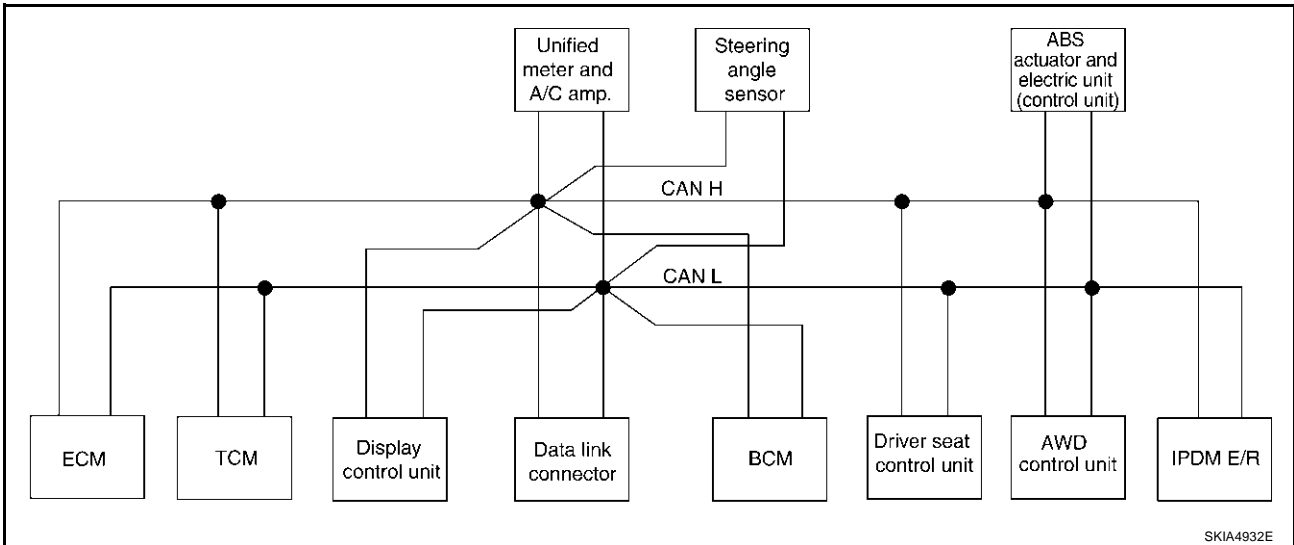 Unified
meter and
A/C amp.
Steering
angle
sensor
ABS
actuator and
electric unit
(control unit)
CAN H
CAN L
ECM
TCM
Display
control unit
Data link
connector
BCM
Driver seat
control unit
AWD
control unit
IPDM E/R
SKIA4932E